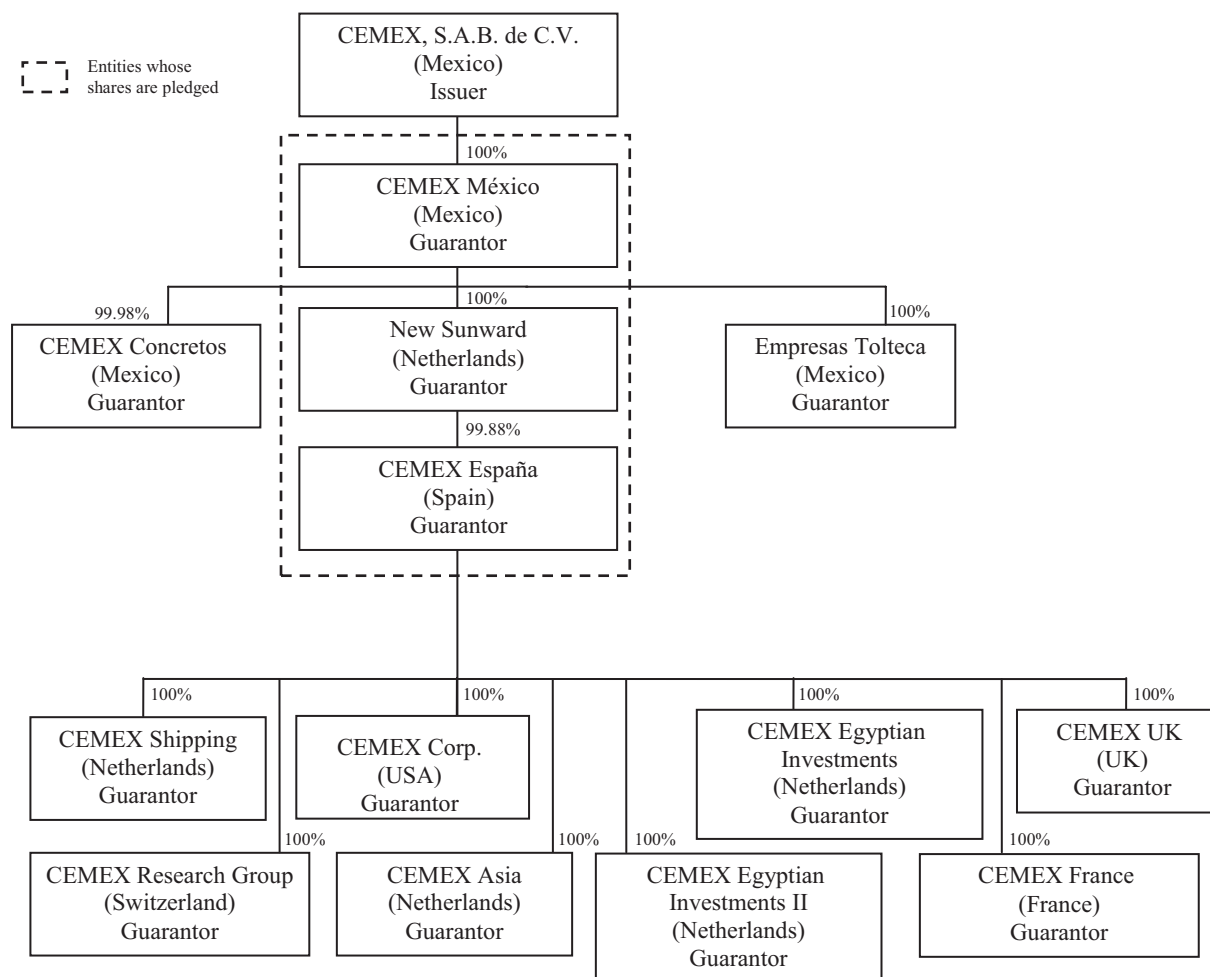 CEMEX, S.A.B. de C.V.
(Mexico)
Issuer
Entities whose
shares are pledged
100%
CEMEX México
(Mexico)
Guarantor
99.98%
CEMEX Concretos
(Mexico)
Guarantor
100%
New Sunward
(Netherlands)
Guarantor
100%
Empresas Tolteca
(Mexico)
Guarantor
99.88%
CEMEX España
(Spain)
Guarantor
100%
CEMEX Shipping
(Netherlands)
Guarantor
100%
CEMEX Corp.
(USA)
Guarantor
100%
CEMEX Egyptian
Investments
(Netherlands)
Guarantor
100%
CEMEX UK
(UK)
Guarantor
100%
CEMEX Research Group
(Switzerland)
Guarantor
100%
CEMEX Asia
(Netherlands)
Guarantor
100%
CEMEX Egyptian
Investments II
(Netherlands)
Guarantor
100%
CEMEX France
(France)
Guarantor